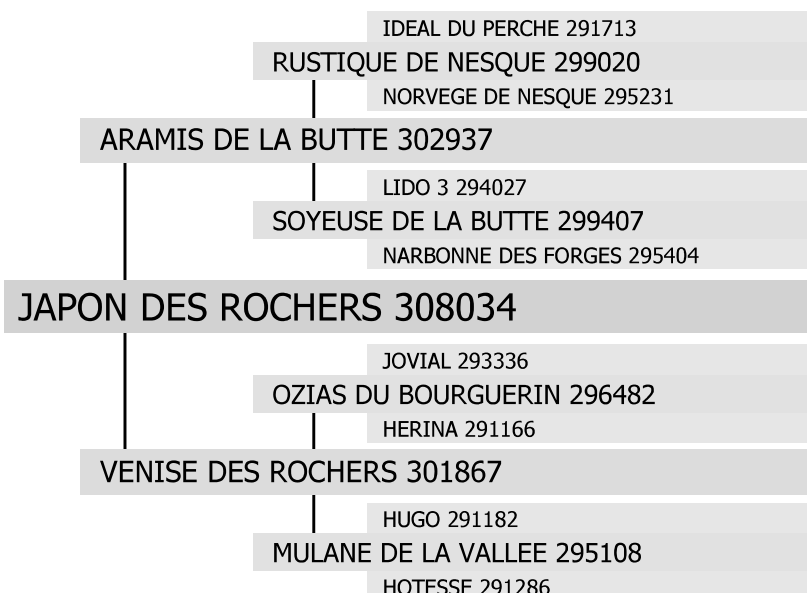 IDEAL DU PERCHE 291713
RUSTIQUE DE NESQUE 299020
NORVEGE DE NESQUE 295231
ARAMIS DE LA BUTTE 302937
LIDO 3 294027
SOYEUSE DE LA BUTTE 299407
NARBONNE DES FORGES 295404
JAPON DES ROCHERS 308034
JOVIAL 293336
OZIAS DU BOURGUERIN 296482
HERINA 291166
VENISE DES ROCHERS 301867
HUGO 291182
MULANE DE LA VALLEE 295108
HOTESSE 291286